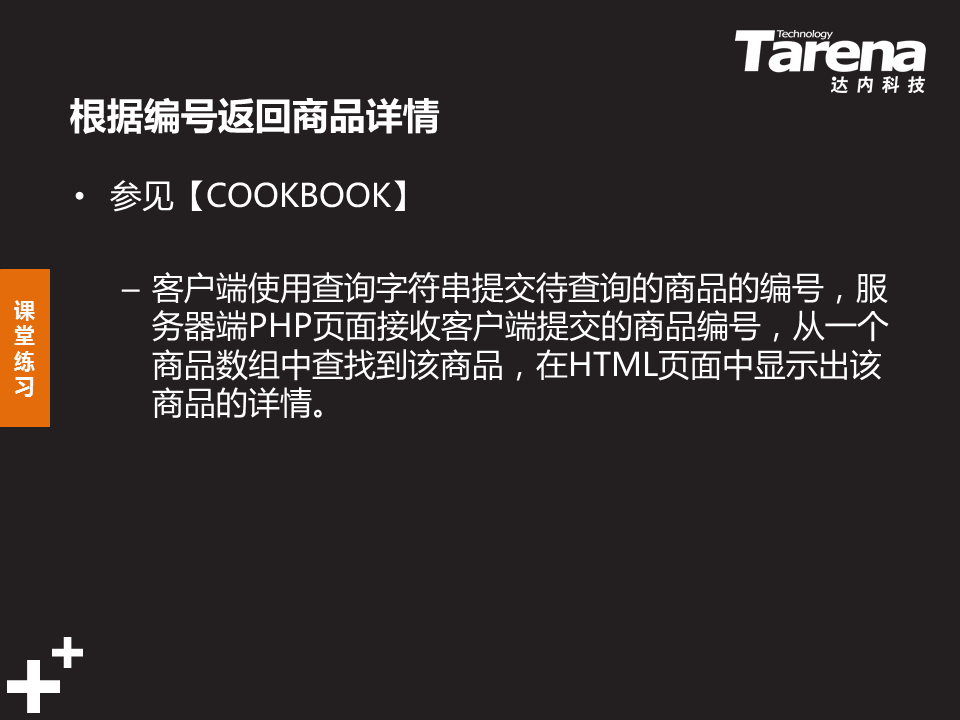 Technology
Tarena
达内科技
根据编号返回商品详情
• 参见【COOKBOOK】
– 客户端使用查询字符串提交待查询的商品的编号，服
务器端PHP页面接收客户端提交的商品编号，从一个
商品数组中查找到该商品，在HTML页面中显示出该
商品的详情。
课
堂
练
习